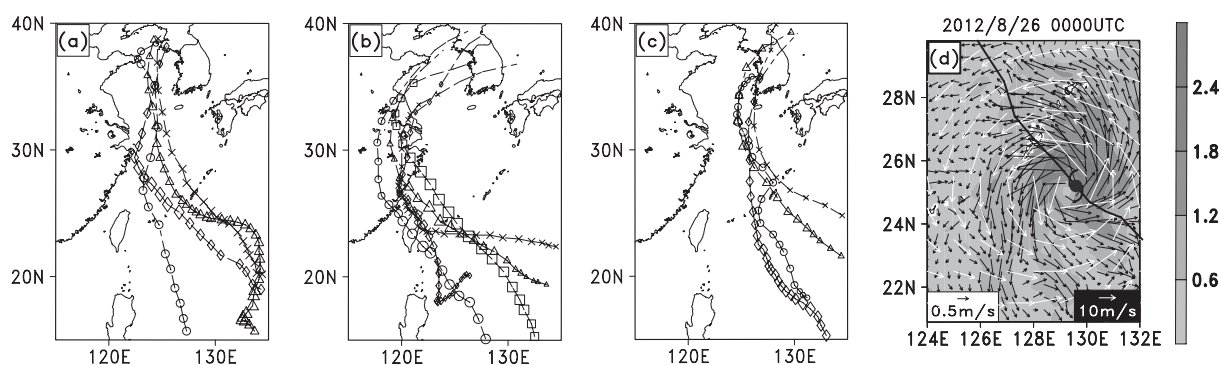 (a)
40N
30N
20N
120E 130E
(b)
40N
30N
20N
120E 130E
(c)
40N
30N
20N
120E 130E
2012/8/26 0000UTC
(d)
28N
26N
24N
22N
0.5m/s
10m/s
124E 126E 128E 130E 132E
2.4
1.8
1.2
0.6